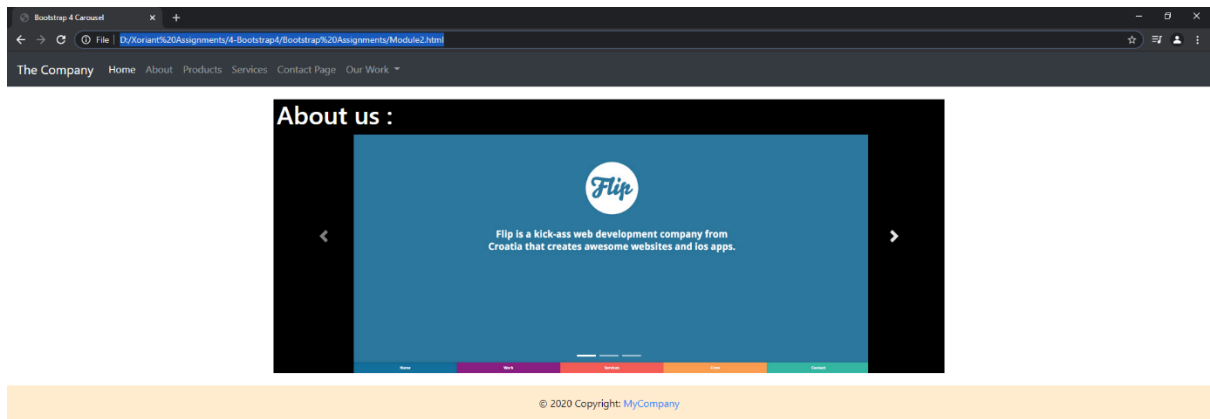 Bootstrap 4 Carousel
File | D:/Xoriant%20Assignments/4-Bootstrap4/Bootstrap%20Assignments/Module2.html
The Company Home About Products Services Contact Page Our Work
About us :
Flip
Flip is a kick-ass web development company from
Croatia that creates awesome websites and ios apps.
Home Work Services Contact
© 2020 Copyright: MyCompany